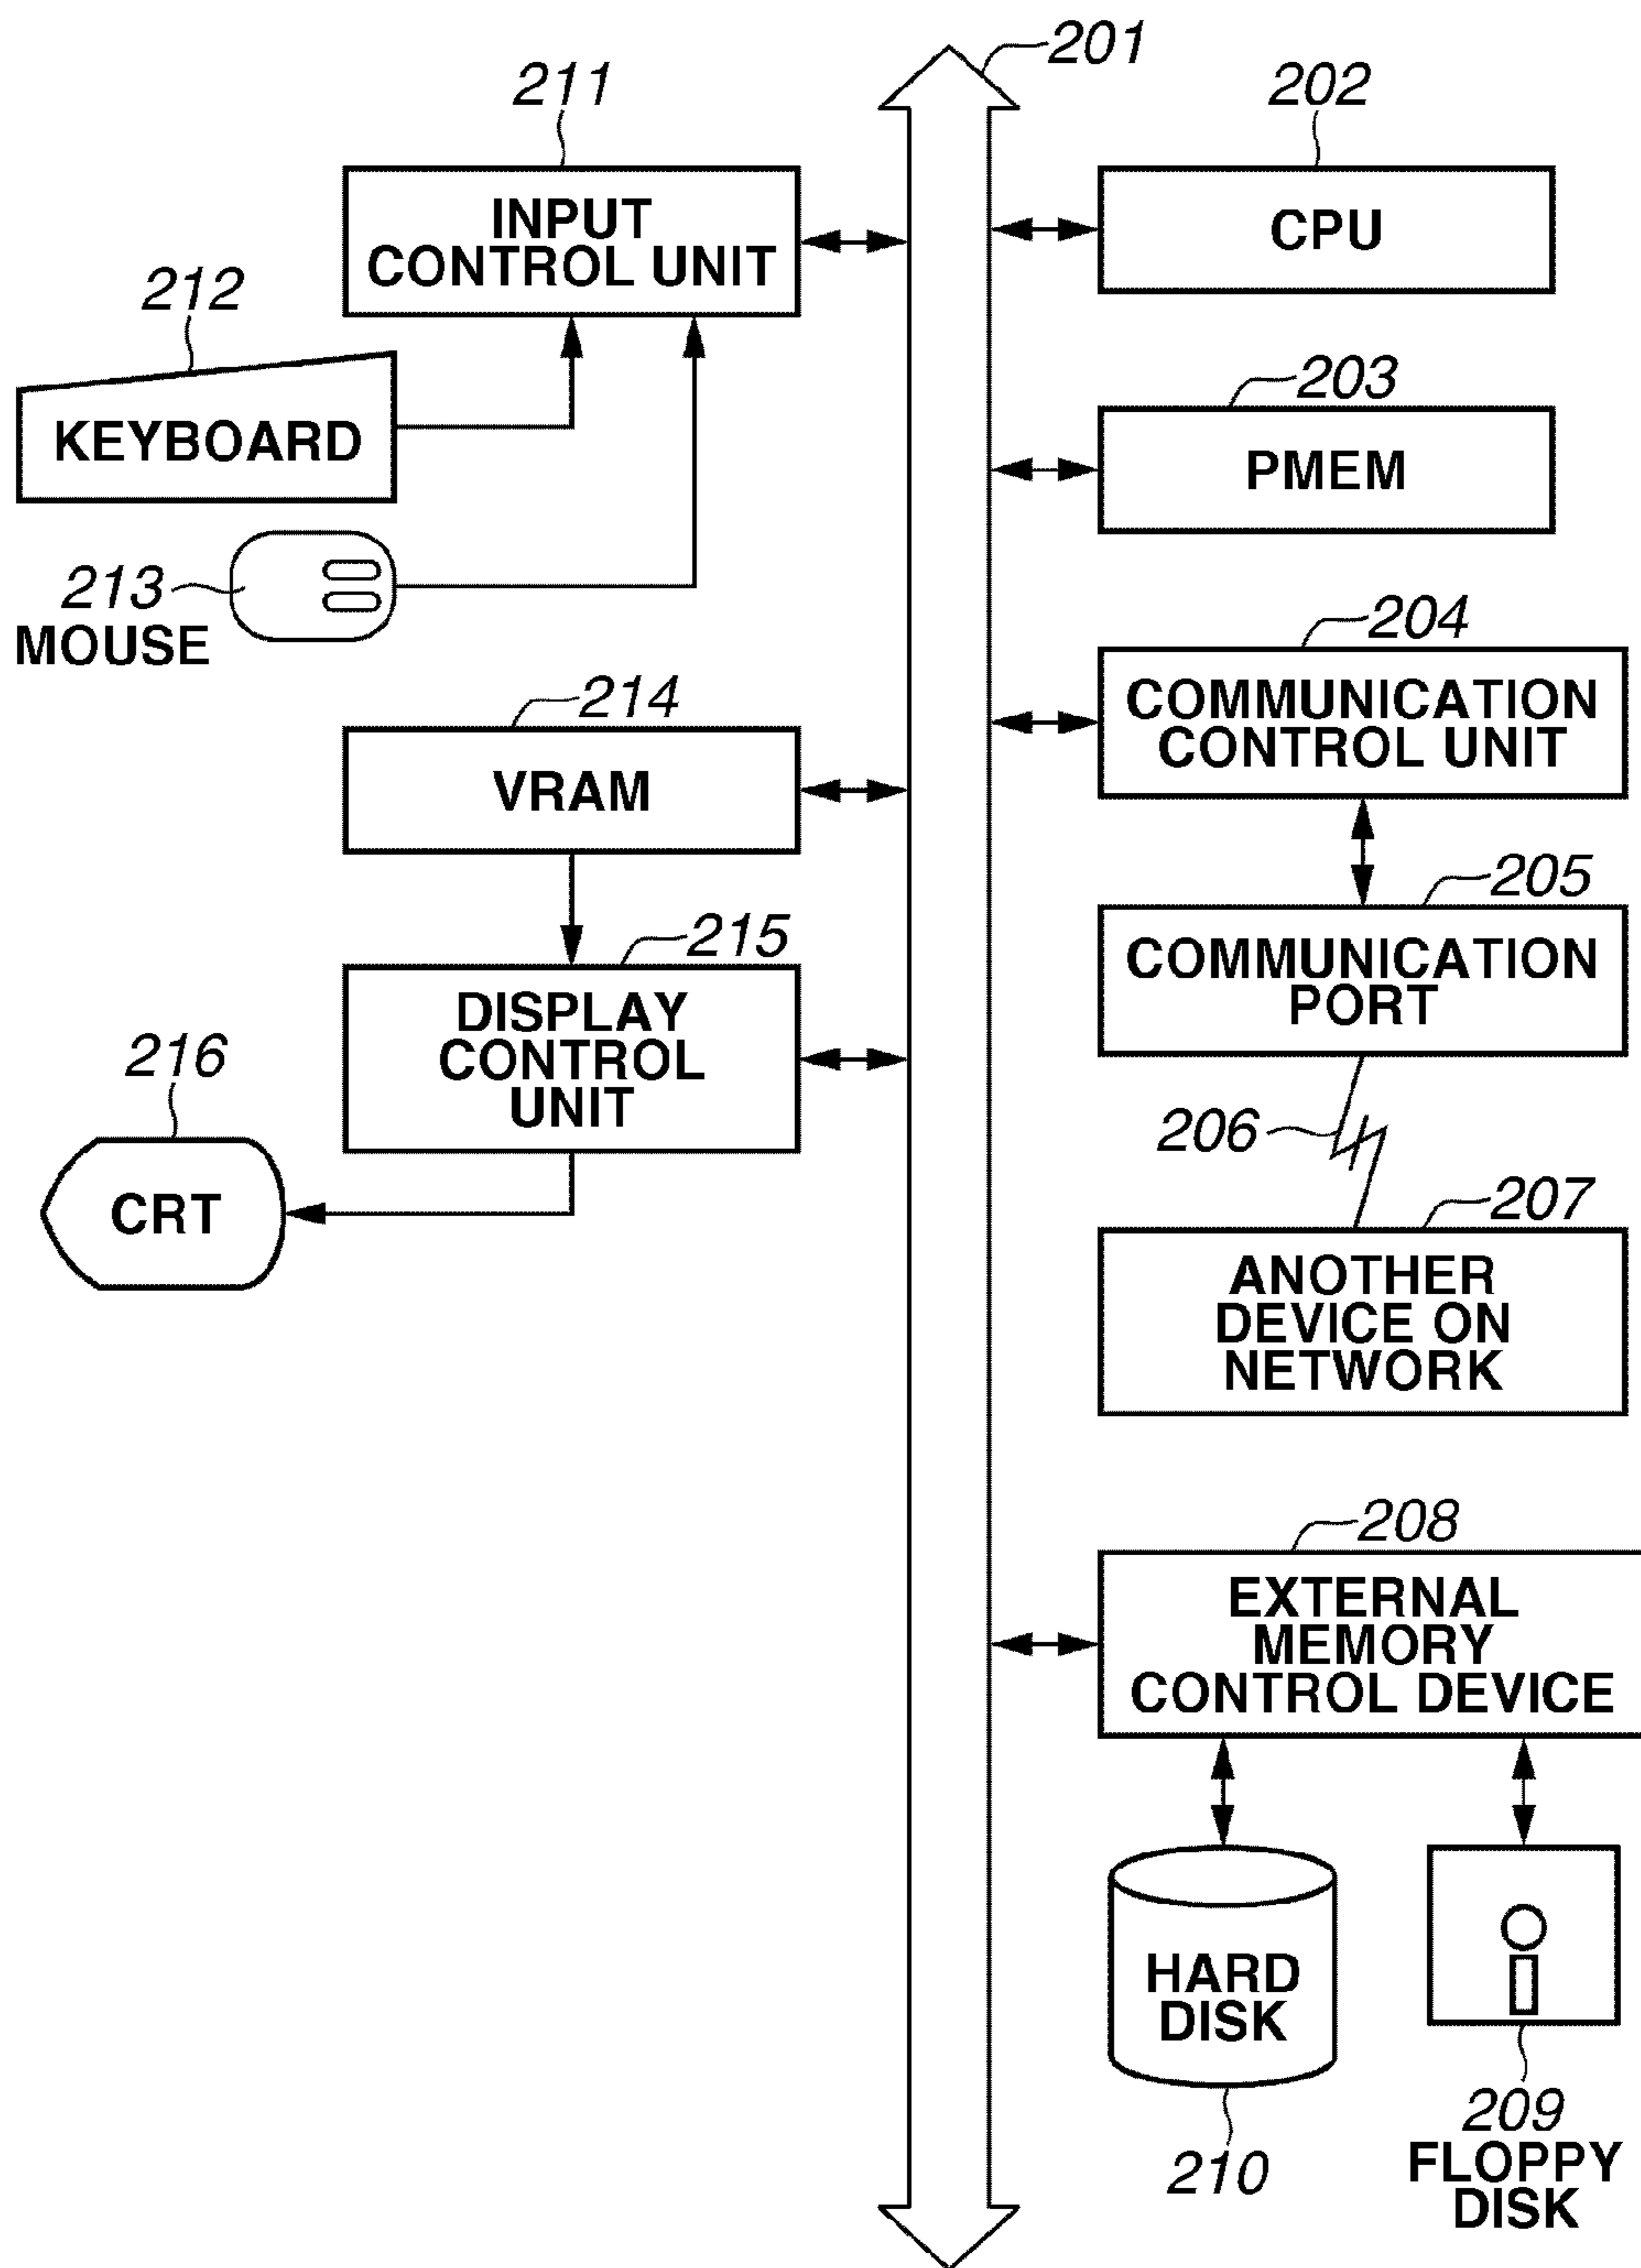 201
211
202
INPUT
CONTROL UNIT
CPU
212
KEYBOARD
203
PMEM
213
MOUSE
204
COMMUNICATION
CONTROL UNIT
214
VRAM
205
COMMUNICATION
PORT
215
DISPLAY
CONTROL
UNIT
216
CRT
206
207
ANOTHER
DEVICE ON
NETWORK
208
EXTERNAL
MEMORY
CONTROL DEVICE
HARD
DISK
210
209
FLOPPY
DISK